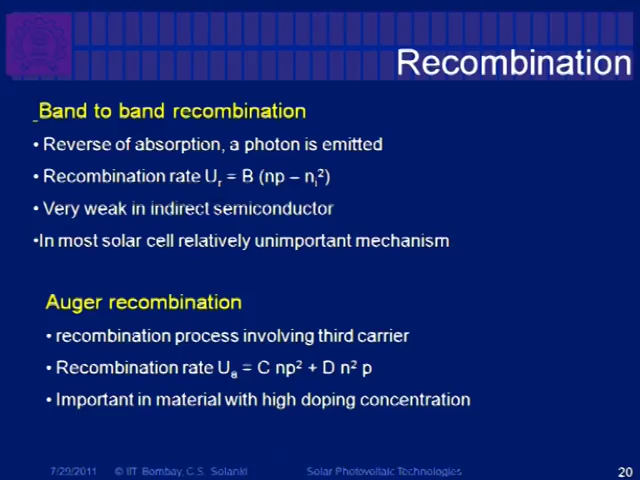 Recombination
Band to band recombination
• Reverse of absorption, a photon is emitted
• Recombination rate Uᵣ = B (np – nᵢ²)
• Very weak in indirect semiconductor
•In most solar cell relatively unimportant mechanism
Auger recombination
• recombination process involving third carrier
• Recombination rate Uₐ = C np² + D n² p
• Important in material with high doping concentration
7/29/2011 © IIT Bombay, C.S. Solanki Solar Photovoltaic Technologies 20